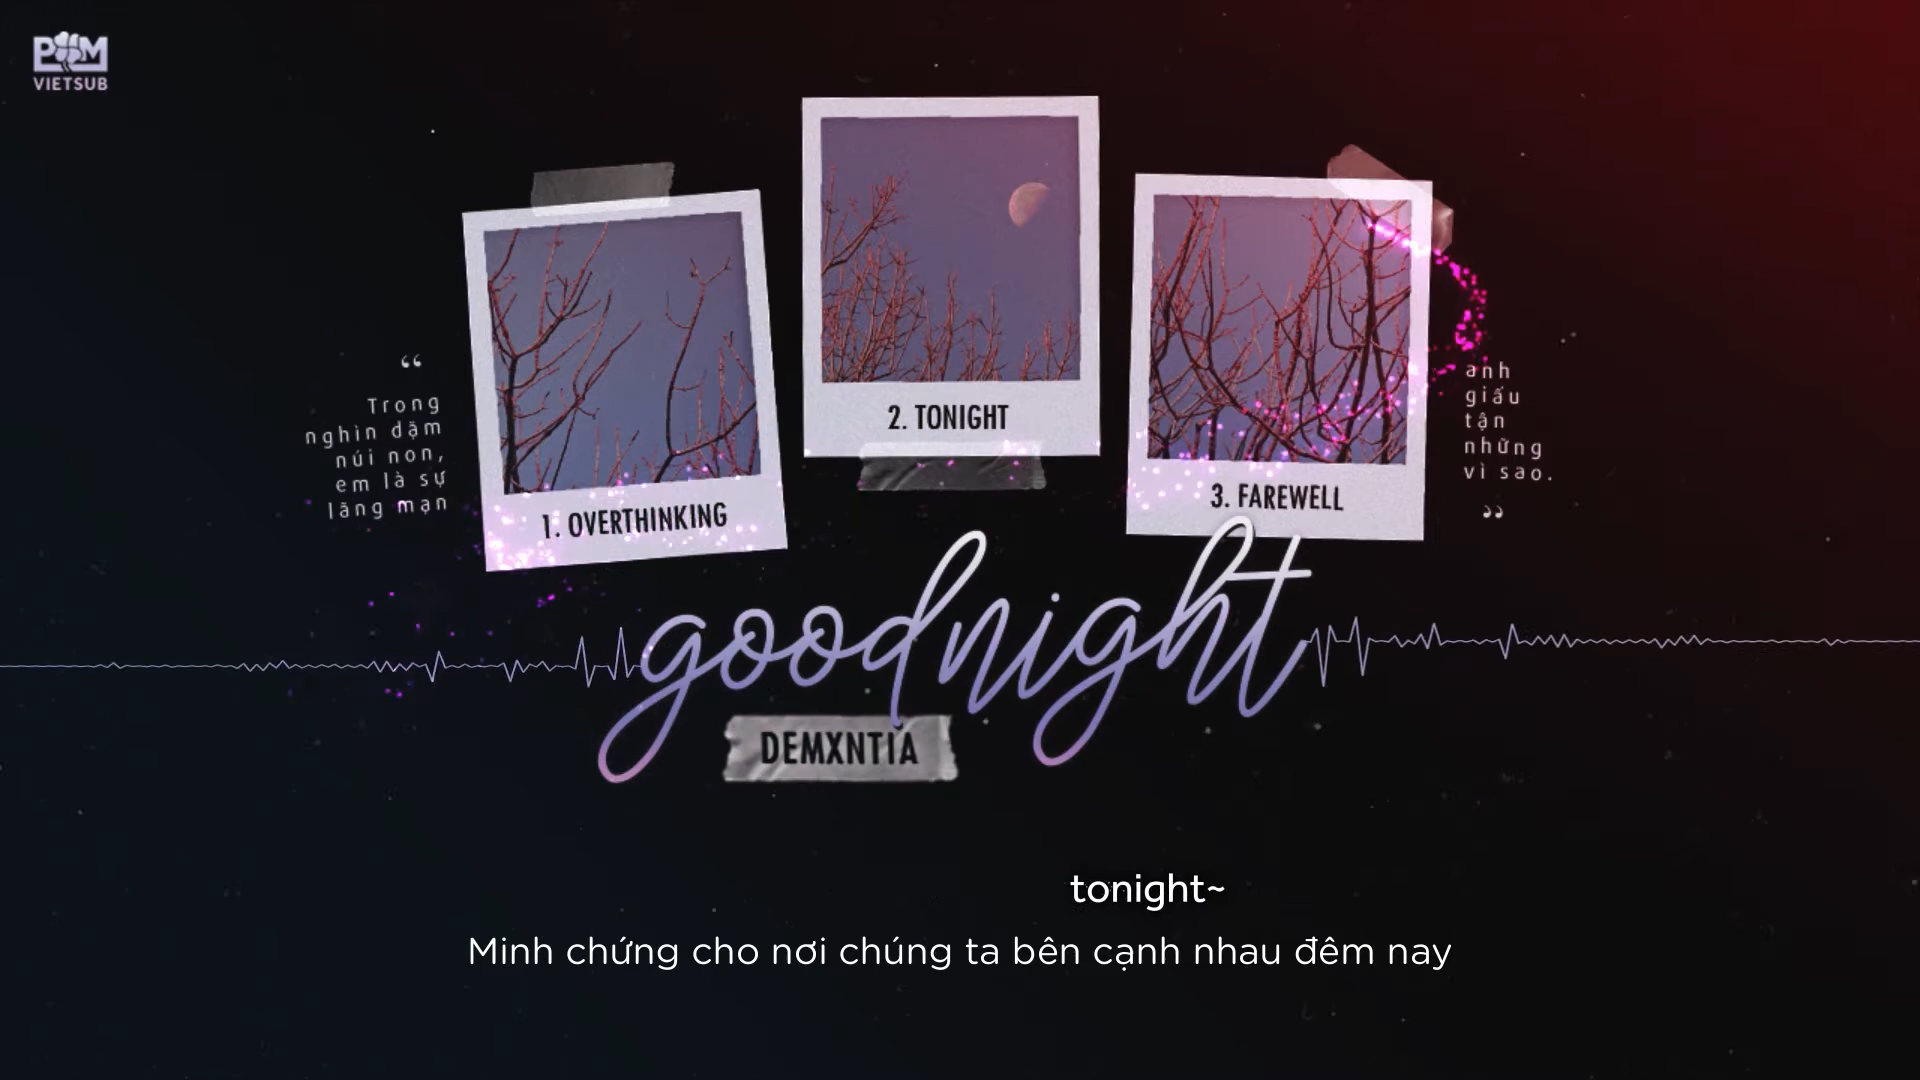 POM
VIETSUB
“
Trong
nghìn dặm
núi non,
em là sự
lãng mạn
1. OVERTHINKING
2. TONIGHT
3. FAREWELL
anh
giấu
tận
những
vì sao.
”
goodnight
DEMXNTIA
tonight~
Minh chứng cho nơi chúng ta bên cạnh nhau đêm nay